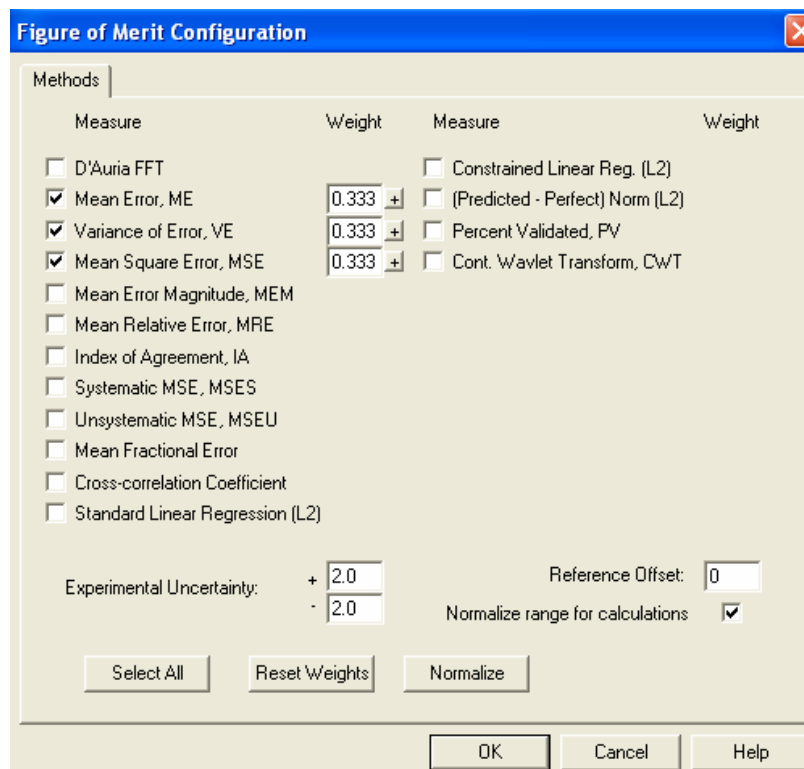 Figure of Merit Configuration
Methods
Measure Weight Measure Weight
D'Auria FFT Constrained Linear Reg. (L2)
Mean Error, ME 0.333 + (Predicted - Perfect) Norm (L2)
Variance of Error, VE 0.333 + Percent Validated, PV
Mean Square Error, MSE 0.333 + Cont. Wavlet Transform, CWT
Mean Error Magnitude, MEM
Mean Relative Error, MRE
Index of Agreement, IA
Systematic MSE, MSES
Unsystematic MSE, MSEU
Mean Fractional Error
Cross-correlation Coefficient
Standard Linear Regression (L2)
Experimental Uncertainty: + 2.0 Reference Offset: 0
- 2.0 Normalize range for calculations
Select All Reset Weights Normalize
OK Cancel Help